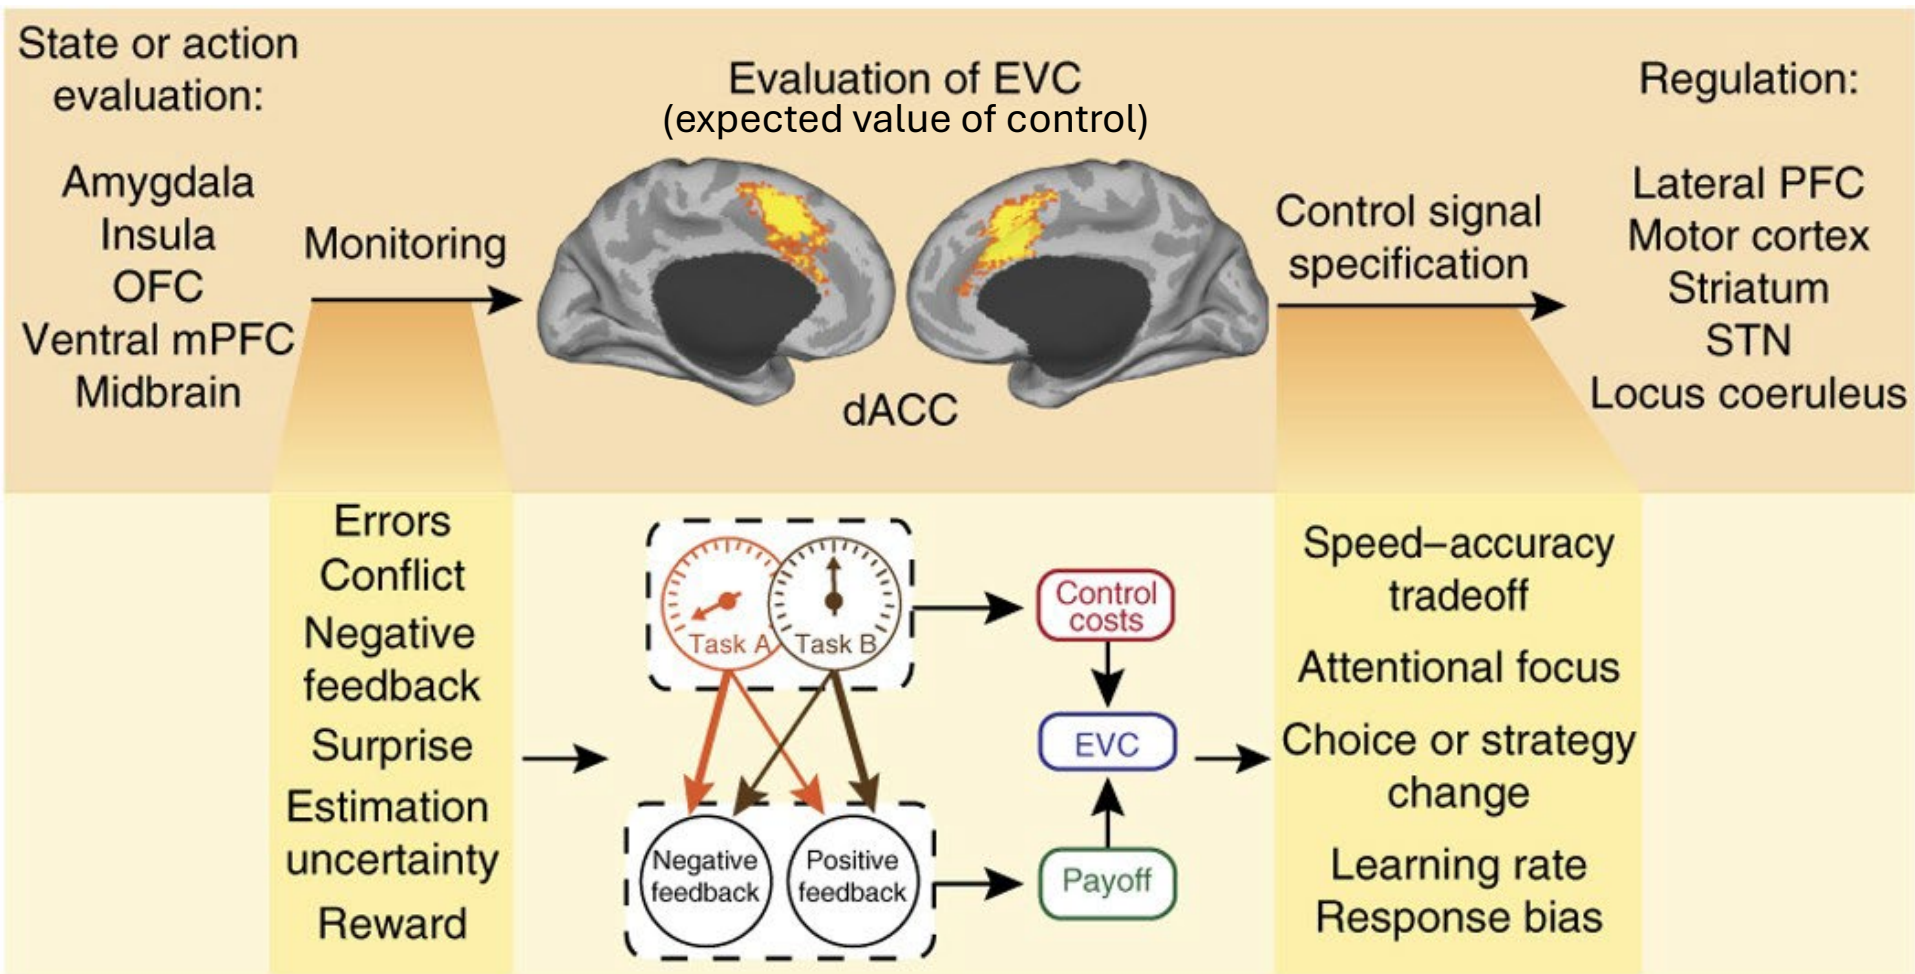 State or action
evaluation:
Amygdala
Insula
OFC
Ventral mPFC
Midbrain
Monitoring
Evaluation of EVC
(expected value of control)
dACC
Control signal
specification
Regulation:
Lateral PFC
Motor cortex
Striatum
STN
Locus coeruleus
Errors
Conflict
Negative
feedback
Surprise
Estimation
uncertainty
Reward
Task A
Task B
Negative
feedback
Positive
feedback
Control
costs
EVC
Payoff
Speed–accuracy
tradeoff
Attentional focus
Choice or strategy
change
Learning rate
Response bias